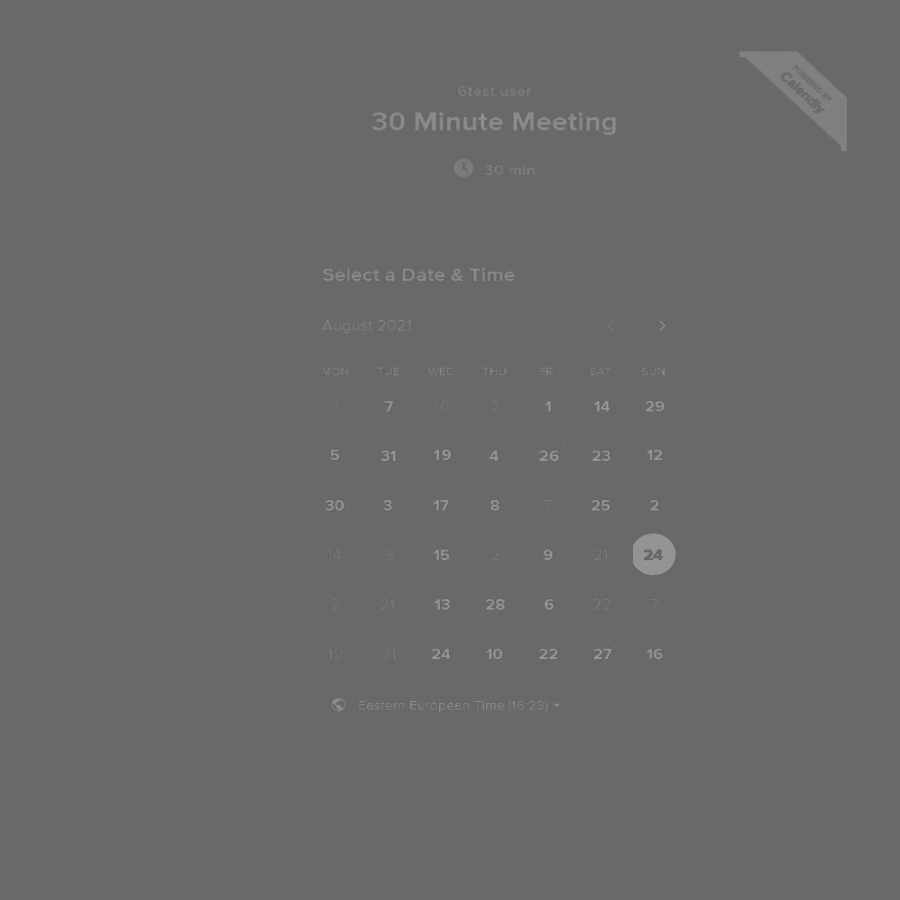 POWERED BY
Calendly
6test user
30 Minute Meeting
30 min
Select a Date & Time
August 2021
MON TUE WED THU FRI SAT SUN
1 7 10 2 1 14 29
5 31 19 4 26 23 12
30 3 17 8 7 25 2
14 9 15 2 9 21 24
2 21 13 28 6 22 7
19 31 24 10 22 27 16
Eastern European Time (16:28)